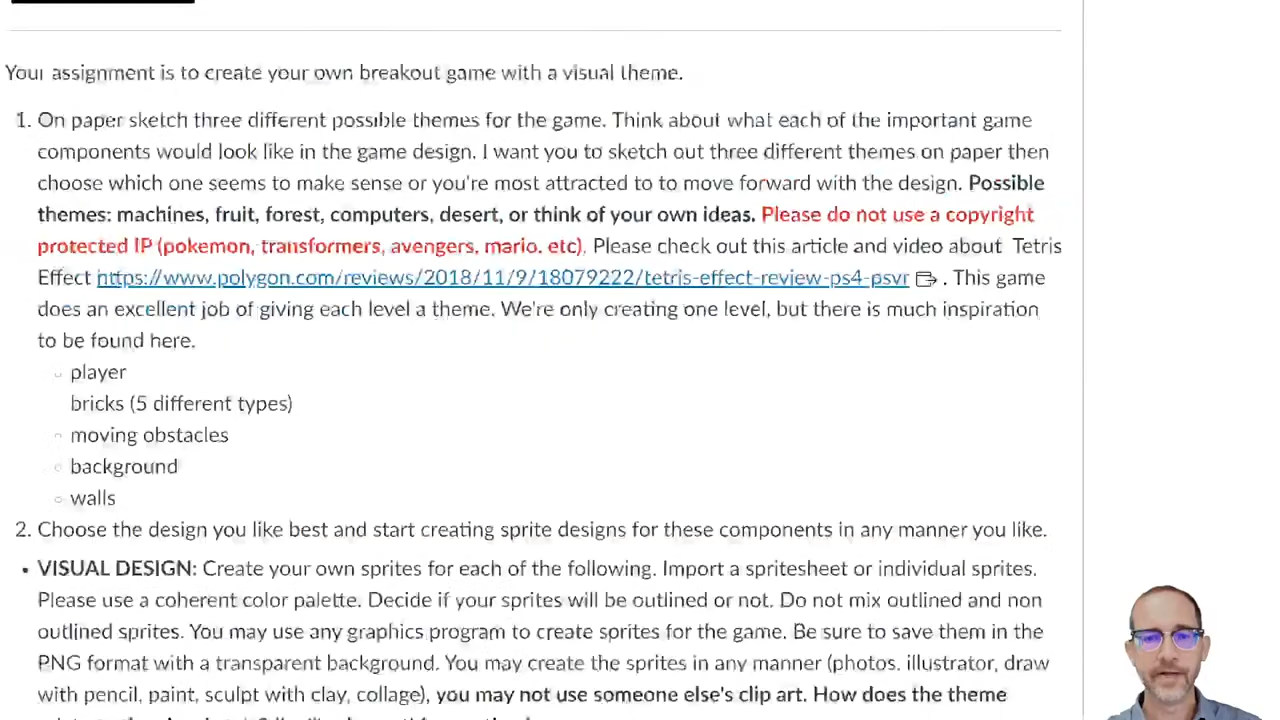 Your assignment is to create your own breakout game with a visual theme.
1. On paper sketch three different possible themes for the game. Think about what each of the important game
components would look like in the game design. I want you to sketch out three different themes on paper then
choose which one seems to make sense or you're most attracted to to move forward with the design. Possible
themes: machines, fruit, forest, computers, desert, or think of your own ideas. Please do not use a copyright
protected IP (pokemon, transformers, avengers, mario, etc). Please check out this article and video about Tetris
Effect https://www.polygon.com/reviews/2018/11/9/18079222/tetris-effect-review-ps4-psvr . This game
does an excellent job of giving each level a theme. We're only creating one level, but there is much inspiration
to be found here.
player
bricks (5 different types)
moving obstacles
background
walls
2. Choose the design you like best and start creating sprite designs for these components in any manner you like.
VISUAL DESIGN: Create your own sprites for each of the following. Import a spritesheet or individual sprites.
Please use a coherent color palette. Decide if your sprites will be outlined or not. Do not mix outlined and non
outlined sprites. You may use any graphics program to create sprites for the game. Be sure to save them in the
PNG format with a transparent background. You may create the sprites in any manner (photos, illustrator, draw
with pencil, paint, sculpt with clay, collage), you may not use someone else's clip art. How does the theme